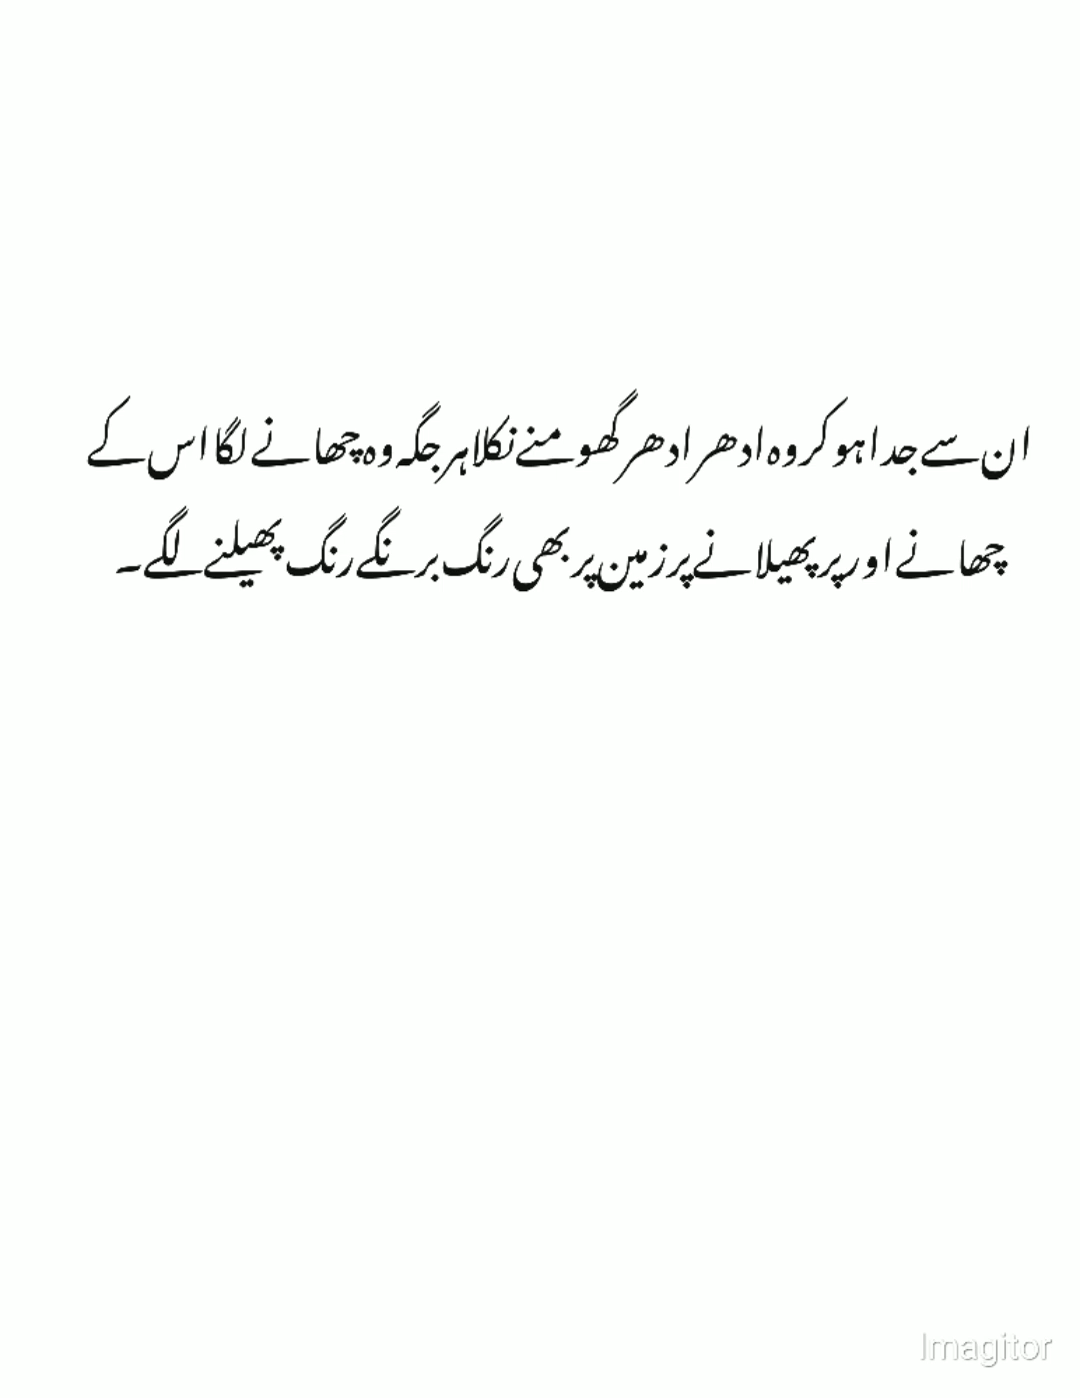 ان سے جدا ہو کر وہ ادھر ادھر گھومنے نکلا ہر جگہ وہ چھانے لگا اس کے
چھانے اور پر پھیلانے پر زمین پر بھی رنگ برنگے رنگ پھیلنے لگے۔
Imagitor